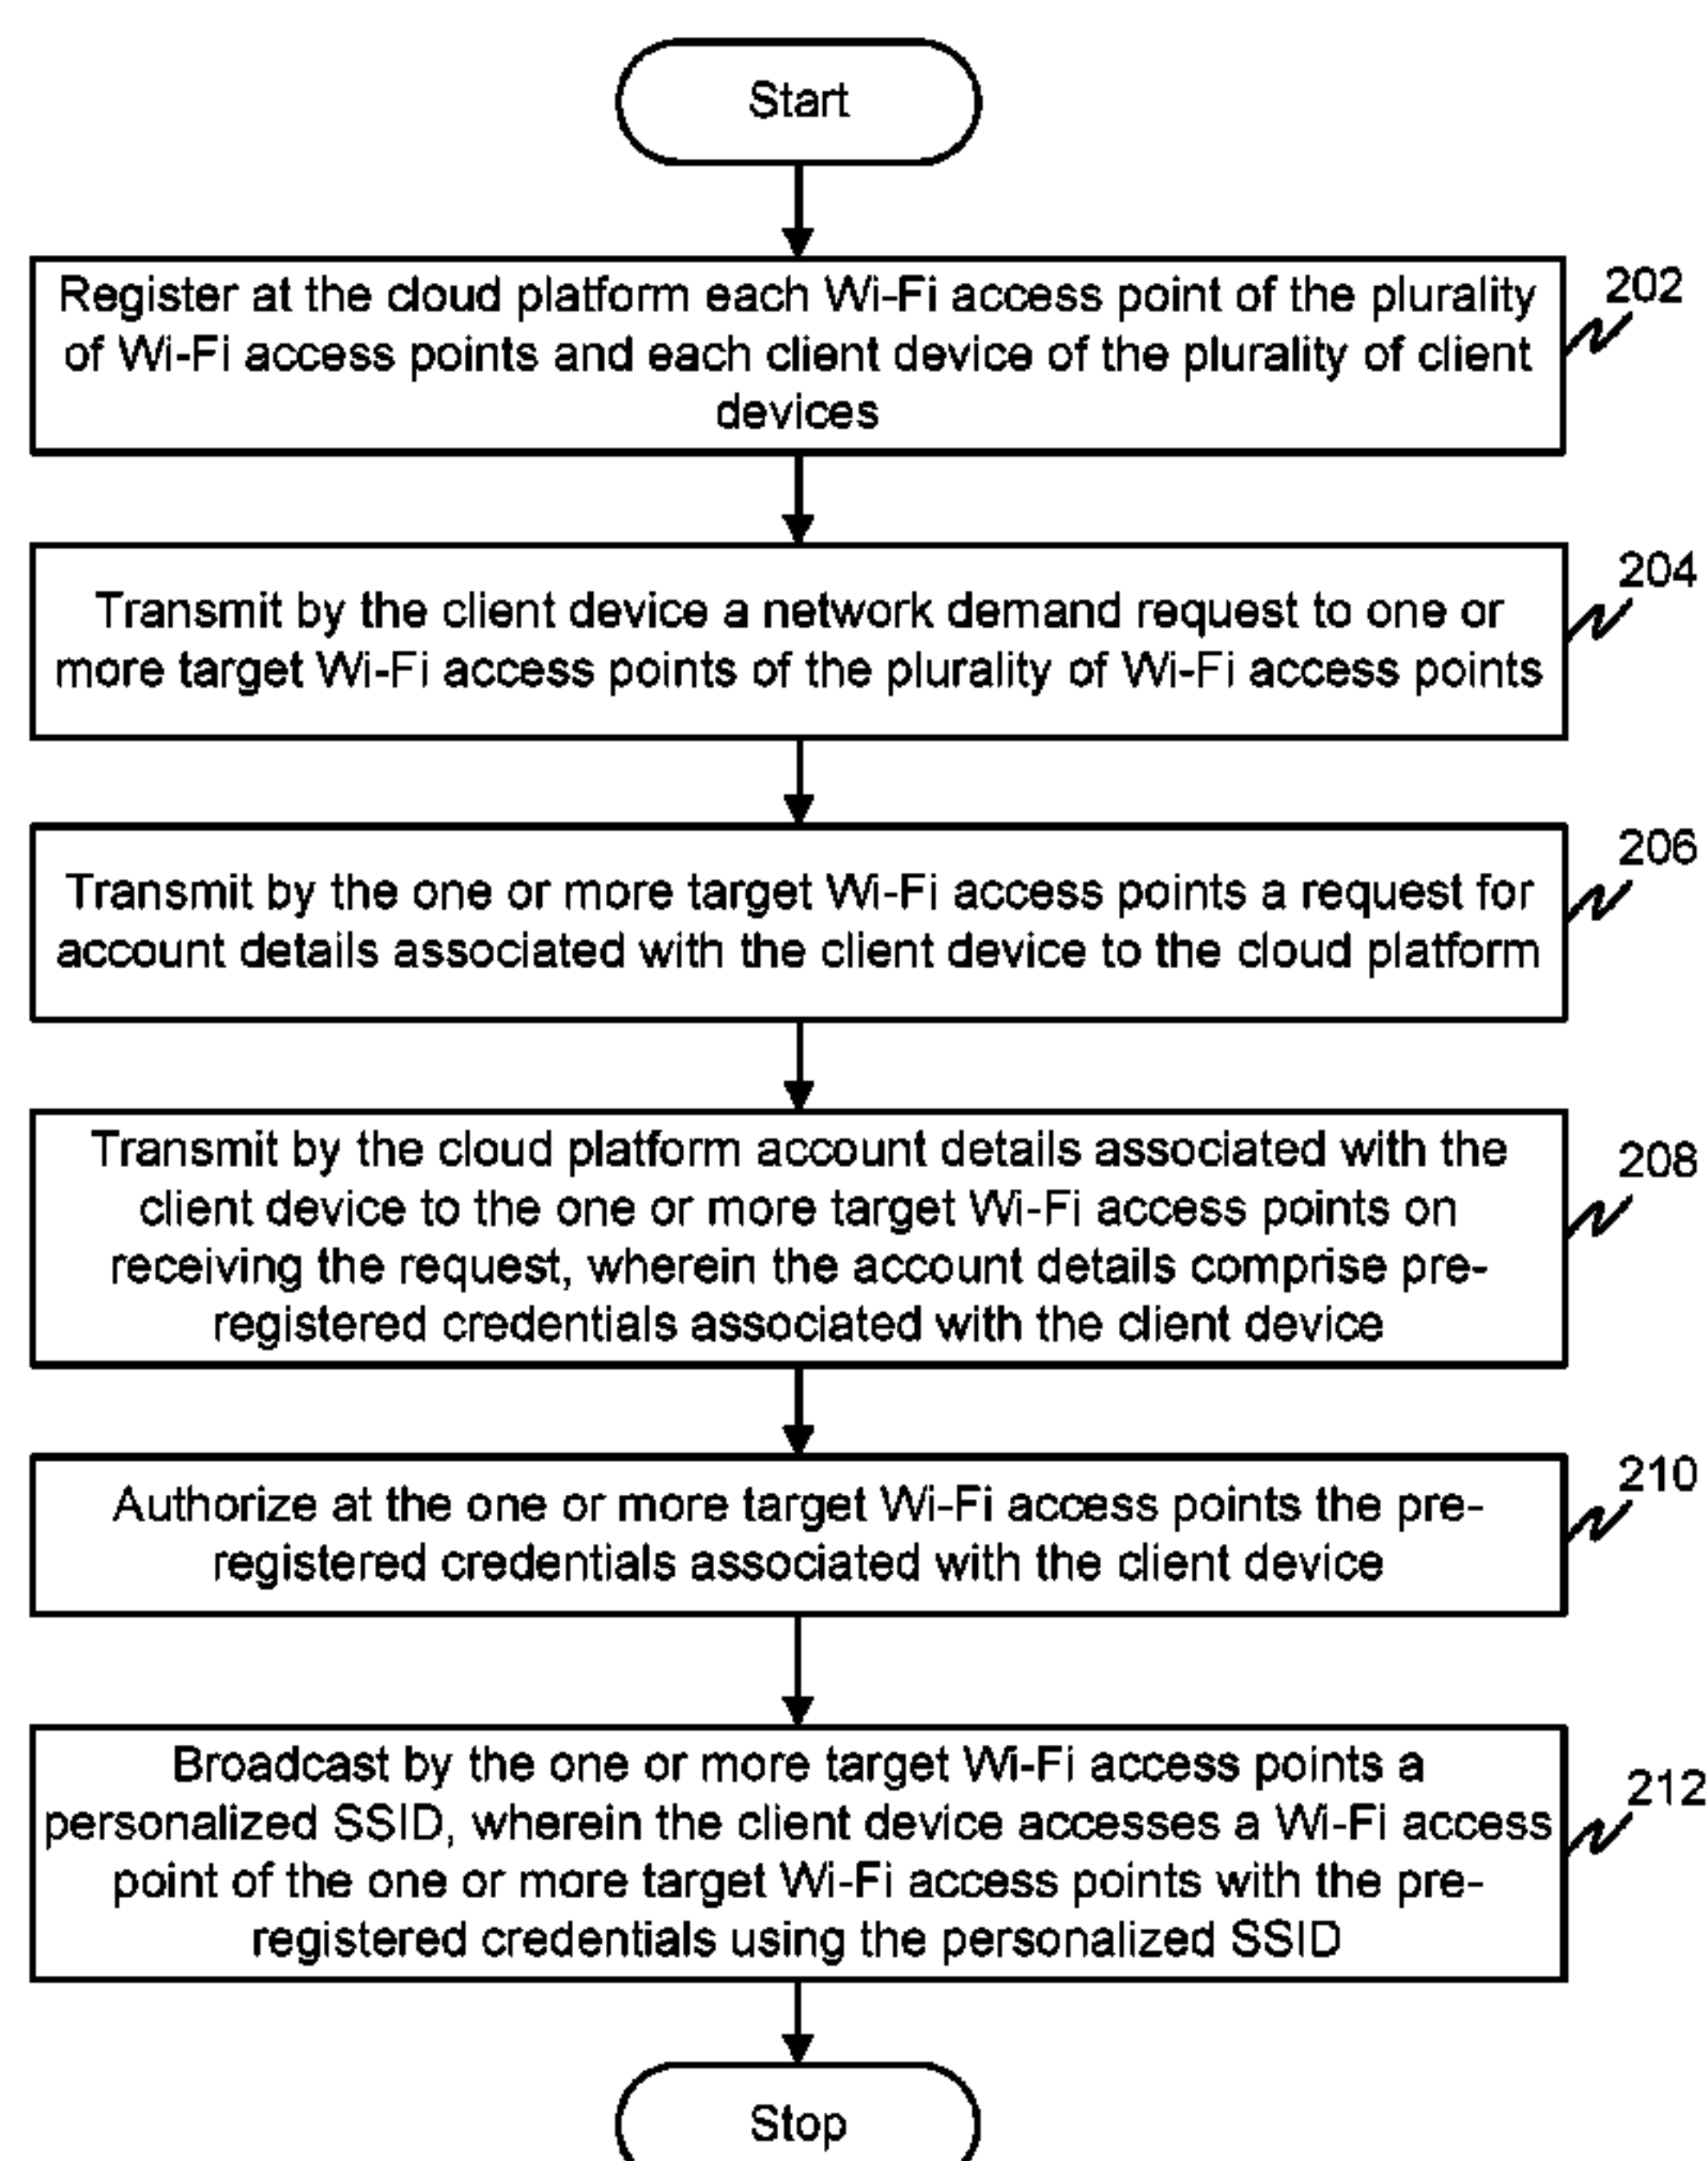 Start
Register at the cloud platform each Wi-Fi access point of the plurality
of Wi-Fi access points and each client device of the plurality of client
devices
202
Transmit by the client device a network demand request to one or
more target Wi-Fi access points of the plurality of Wi-Fi access points
204
Transmit by the one or more target Wi-Fi access points a request for
account details associated with the client device to the cloud platform
206
Transmit by the cloud platform account details associated with the
client device to the one or more target Wi-Fi access points on
receiving the request, wherein the account details comprise pre-
registered credentials associated with the client device
208
Authorize at the one or more target Wi-Fi access points the pre-
registered credentials associated with the client device
210
Broadcast by the one or more target Wi-Fi access points a
personalized SSID, wherein the client device accesses a Wi-Fi access
point of the one or more target Wi-Fi access points with the pre-
registered credentials using the personalized SSID
212
Stop